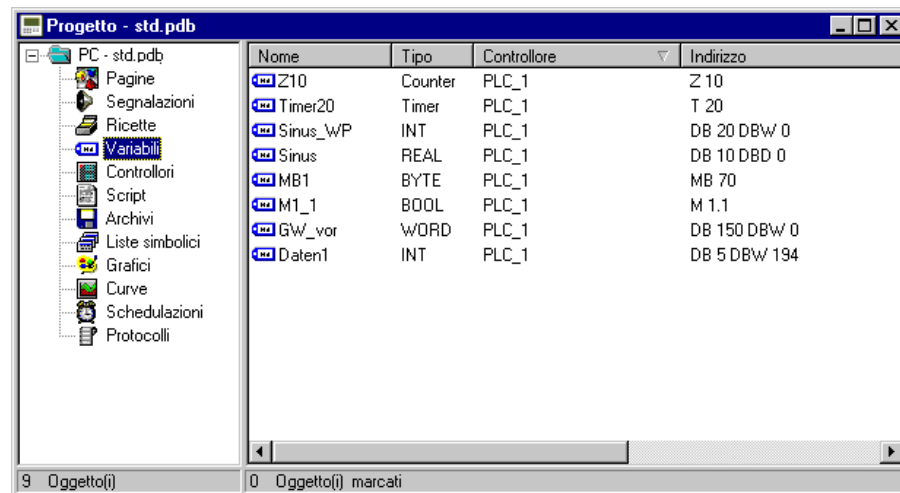 Progetto - std.pdb
PC - std.pdb
Pagine
Segnalazioni
Ricette
Variabili
Controllori
Script
Archivi
Liste simbolici
Grafici
Curve
Schedulazioni
Protocolli
Nome Tipo Controllore Indirizzo
Z10 Counter PLC_1 Z 10
Timer20 Timer PLC_1 T 20
Sinus_WP INT PLC_1 DB 20 DBW 0
Sinus REAL PLC_1 DB 10 DBD 0
MB1 BYTE PLC_1 MB 70
M1_1 BOOL PLC_1 M 1.1
GW_vor WORD PLC_1 DB 150 DBW 0
Daten1 INT PLC_1 DB 5 DBW 194
9 Oggetto(i) 0 Oggetto(i) marcati